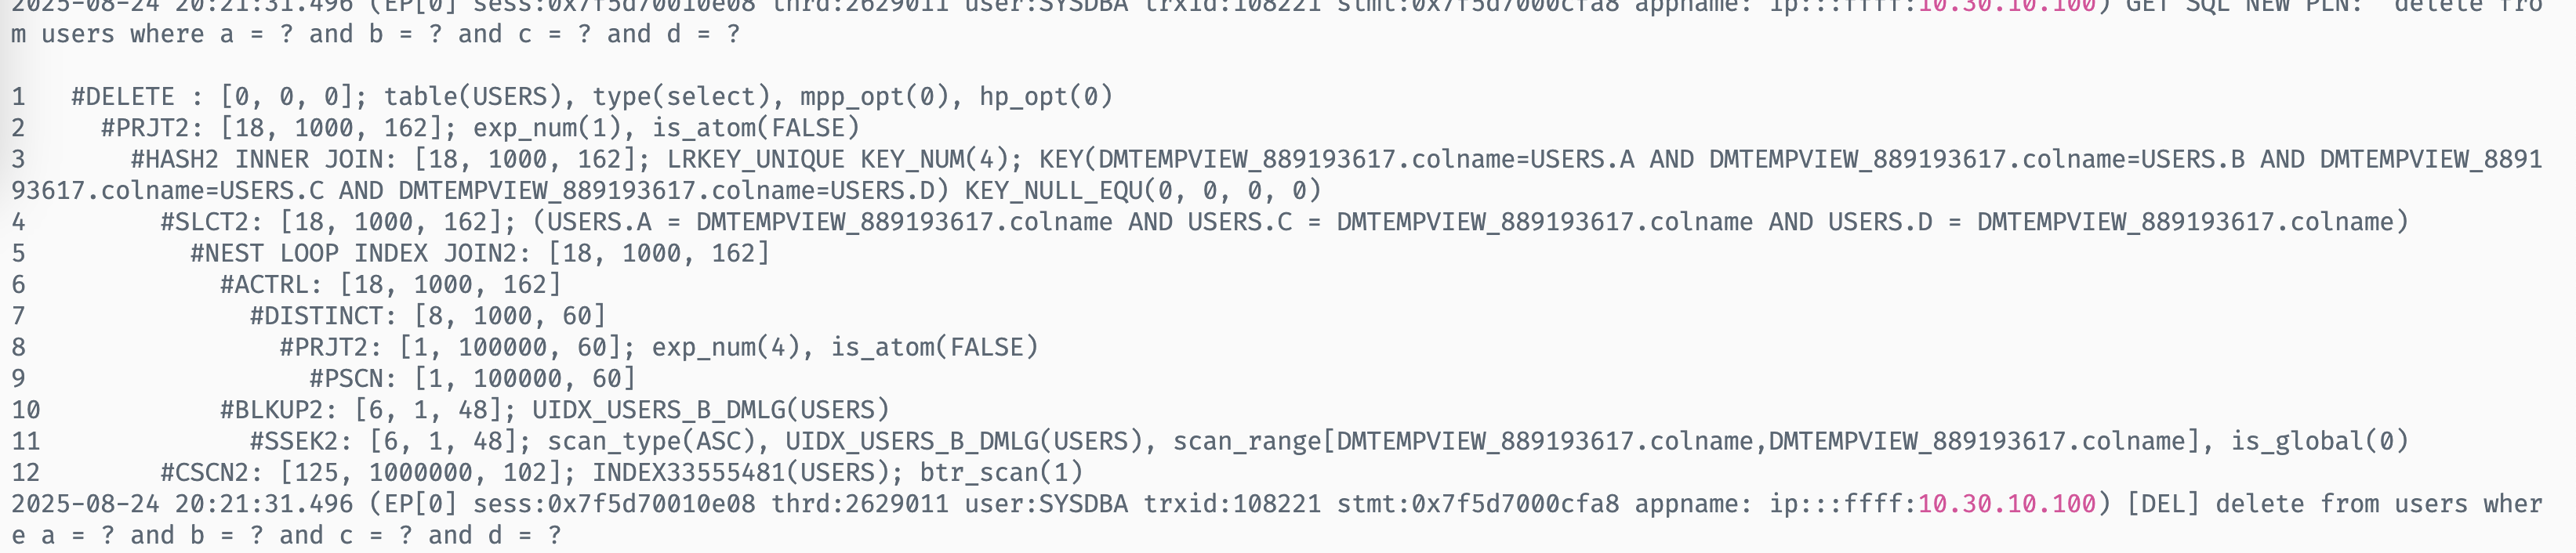 2025-08-24 20:21:31.496 (EP[0] sess:0x7f5d70010e08 thrd:2629011 user:SYSDBA trxid:108221 stmt:0x7f5d7000cfa8 appname: ip:::ffff:10.30.10.100) GET SQL NEW PLN:  delete fro
m users where a = ? and b = ? and c = ? and d = ?
1   #DELETE : [0, 0, 0]; table(USERS), type(select), mpp_opt(0), hp_opt(0)
2     #PRJT2: [18, 1000, 162]; exp_num(1), is_atom(FALSE)
3       #HASH2 INNER JOIN: [18, 1000, 162]; LRKEY_UNIQUE KEY_NUM(4); KEY(DMTEMPVIEW_889193617.colname=USERS.A AND DMTEMPVIEW_889193617.colname=USERS.B AND DMTEMPVIEW_8891
93617.colname=USERS.C AND DMTEMPVIEW_889193617.colname=USERS.D) KEY_NULL_EQU(0, 0, 0, 0)
4         #SLCT2: [18, 1000, 162]; (USERS.A = DMTEMPVIEW_889193617.colname AND USERS.C = DMTEMPVIEW_889193617.colname AND USERS.D = DMTEMPVIEW_889193617.colname)
5           #NEST LOOP INDEX JOIN2: [18, 1000, 162]
6             #ACTRL: [18, 1000, 162]
7               #DISTINCT: [8, 1000, 60]
8                 #PRJT2: [1, 100000, 60]; exp_num(4), is_atom(FALSE)
9                   #PSCN: [1, 100000, 60]
10            #BLKUP2: [6, 1, 48]; UIDX_USERS_B_DMLG(USERS)
11              #SSEK2: [6, 1, 48]; scan_type(ASC), UIDX_USERS_B_DMLG(USERS), scan_range[DMTEMPVIEW_889193617.colname,DMTEMPVIEW_889193617.colname], is_global(0)
12        #CSCN2: [125, 1000000, 102]; INDEX33555481(USERS); btr_scan(1)
2025-08-24 20:21:31.496 (EP[0] sess:0x7f5d70010e08 thrd:2629011 user:SYSDBA trxid:108221 stmt:0x7f5d7000cfa8 appname: ip:::ffff:10.30.10.100) [DEL] delete from users wher
e a = ? and b = ? and c = ? and d = ?